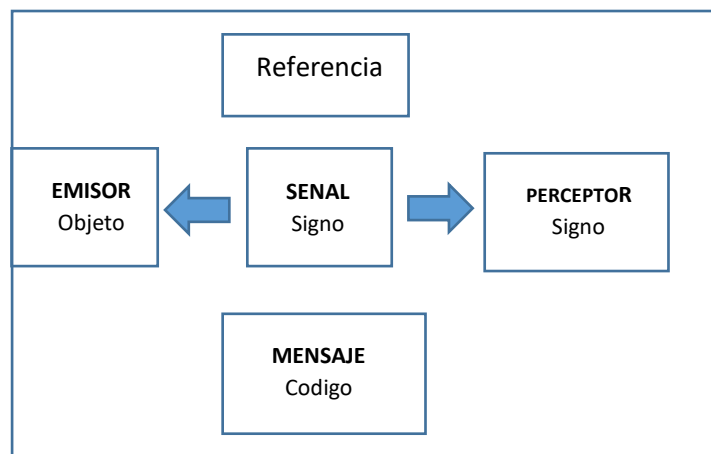 Referencia
EMISOR
Objeto
SENAL
Signo
PERCEPTOR
Signo
MENSAJE
Codigo